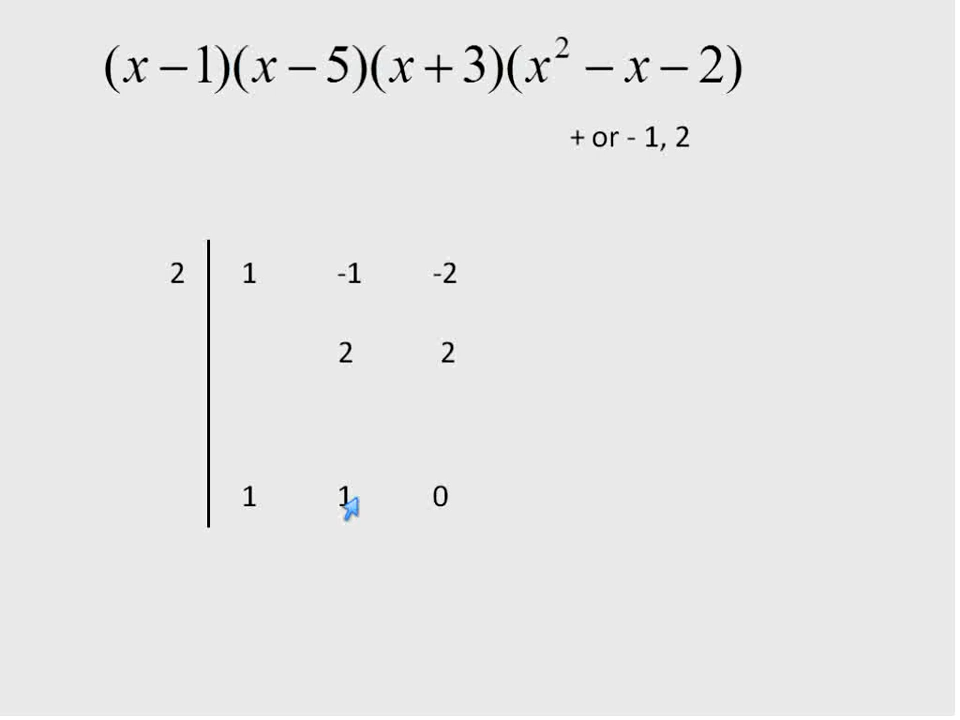 (x − 1)(x − 5)(x + 3)(x² − x − 2)
+ or - 1, 2
2 1 -1 -2
2 2
1 1 0